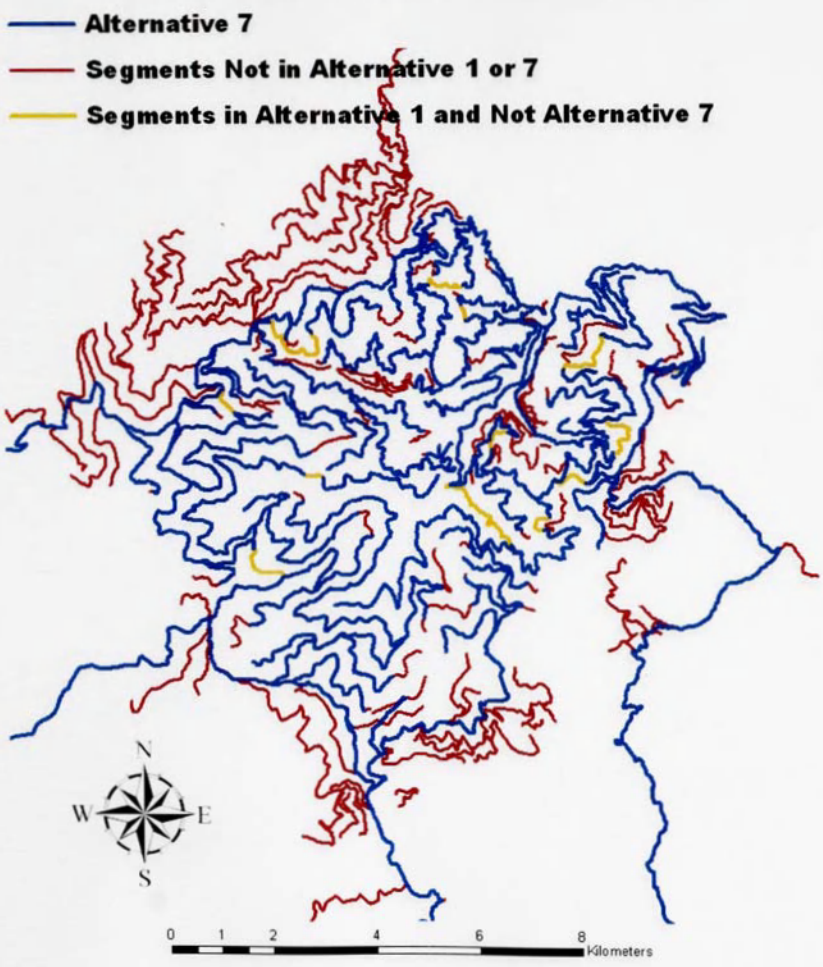 Alternative 7
Segments Not in Alternative 1 or 7
Segments in Alternative 1 and Not Alternative 7
N
W E
S
0 1 2 4 6 8
Kilometers